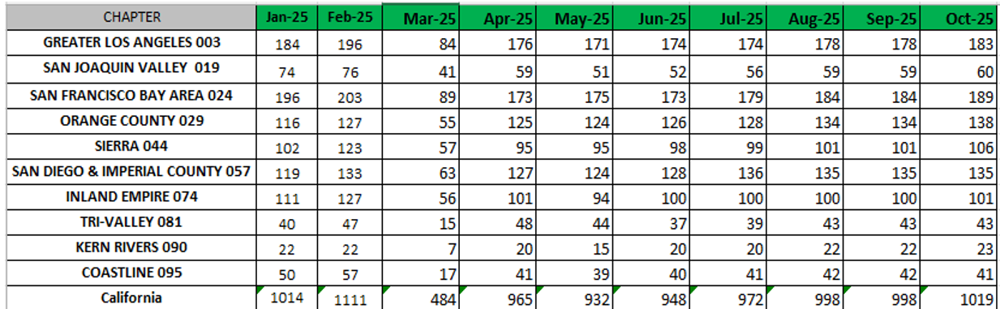 CHAPTER Jan-25 Feb-25 Mar-25 Apr-25 May-25 Jun-25 Jul-25 Aug-25 Sep-25 Oct-25
GREATER LOS ANGELES 003 184 196 84 176 171 174 174 178 178 183
SAN JOAQUIN VALLEY 019 74 76 41 59 51 52 56 59 59 60
SAN FRANCISCO BAY AREA 024 196 203 89 173 175 173 179 184 184 189
ORANGE COUNTY 029 116 127 55 125 124 126 128 134 134 138
SIERRA 044 102 123 57 95 95 98 99 101 101 106
SAN DIEGO & IMPERIAL COUNTY 057 119 133 63 127 124 128 136 135 135 135
INLAND EMPIRE 074 111 127 56 101 94 100 100 100 100 101
TRI-VALLEY 081 40 47 15 48 44 37 39 43 43 43
KERN RIVERS 090 22 22 7 20 15 20 20 22 22 23
COASTLINE 095 50 57 17 41 39 40 41 42 42 41
California 1014 1111 484 965 932 948 972 998 998 1019